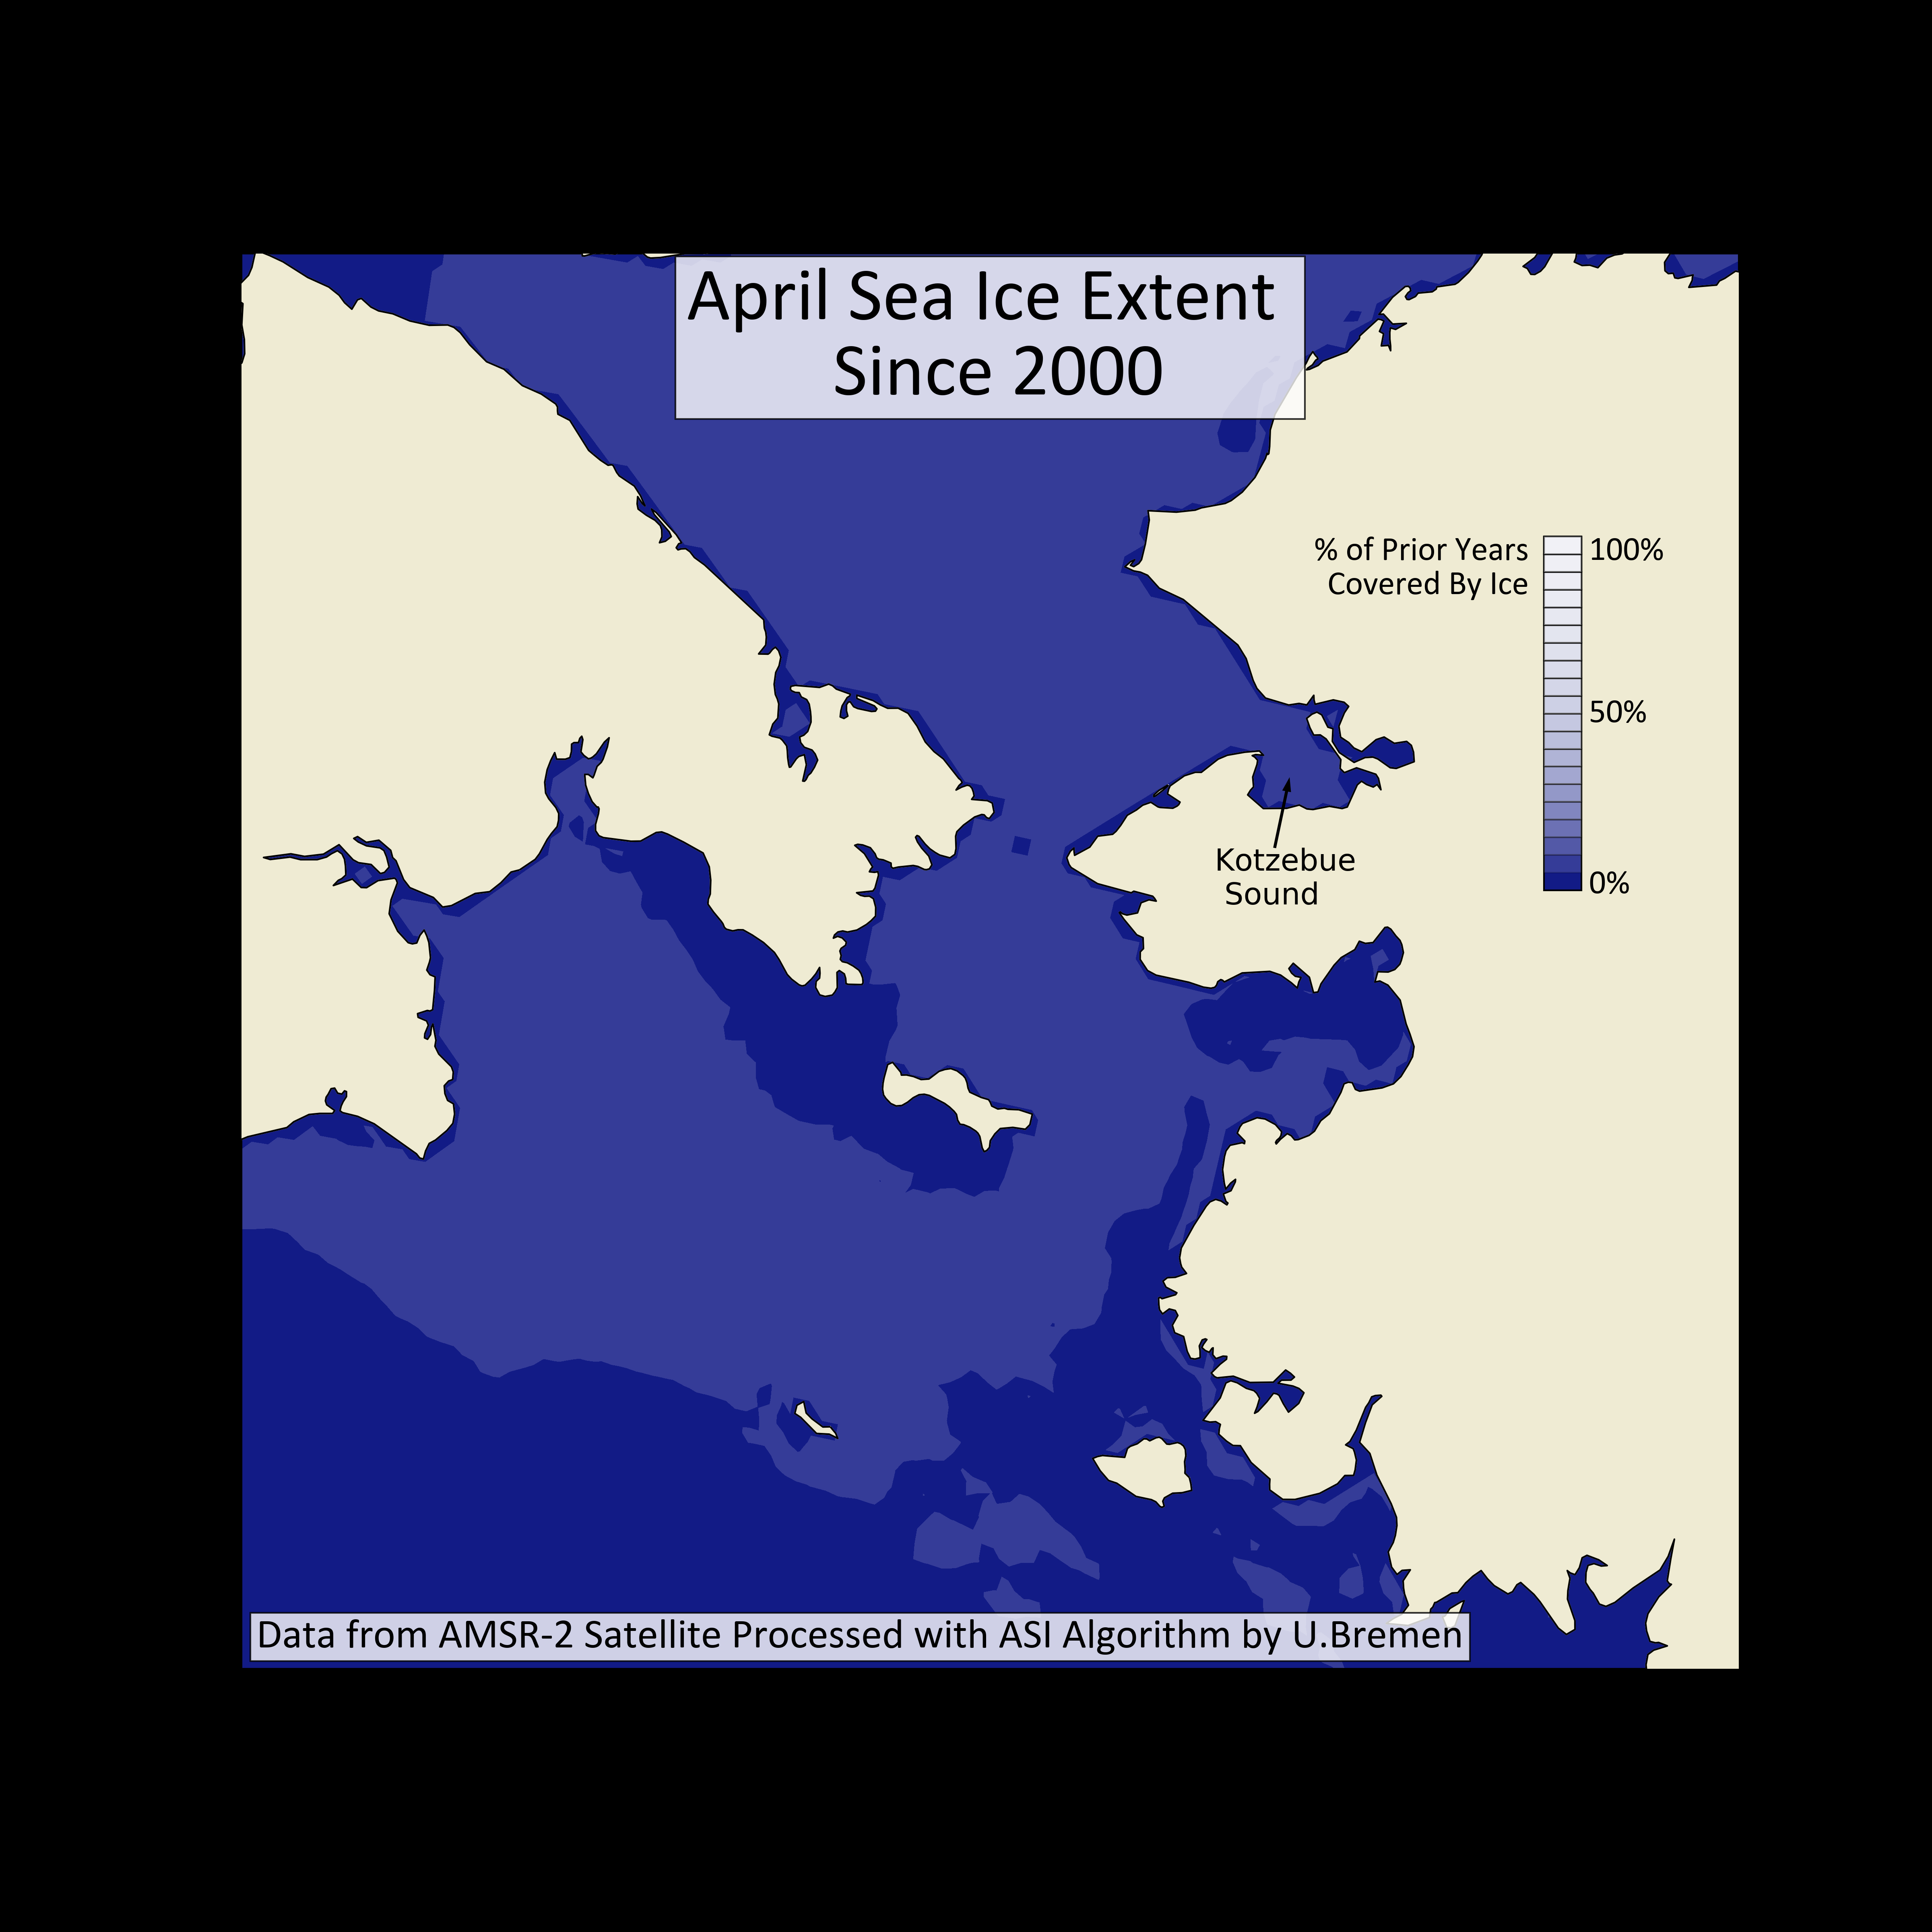 April Sea Ice Extent
Since 2000
% of Prior Years
Covered By Ice
100%
50%
0%
Kotzebue
Sound
Data from AMSR-2 Satellite Processed with ASI Algorithm by U.Bremen